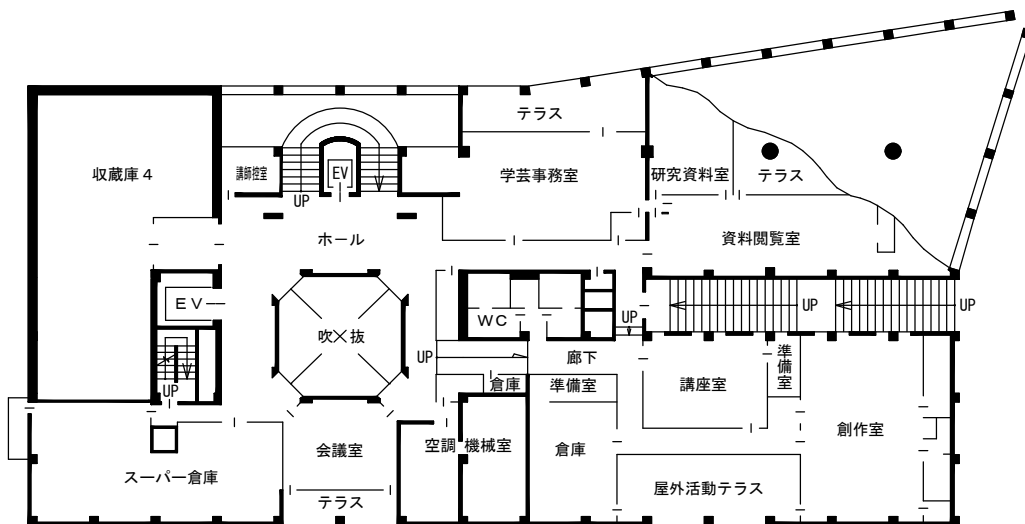 テラス
収蔵庫4
講師控室
EV
学芸事務室
研究資料室
テラス
UP
ホール
資料閲覧室
EV
吹 抜
WC
UP
UP
UP
UP
廊下
UP
倉庫
準備室
講座室
準備室
会議室
空調 機械室
倉庫
創作室
スーパー倉庫
テラス
屋外活動テラス